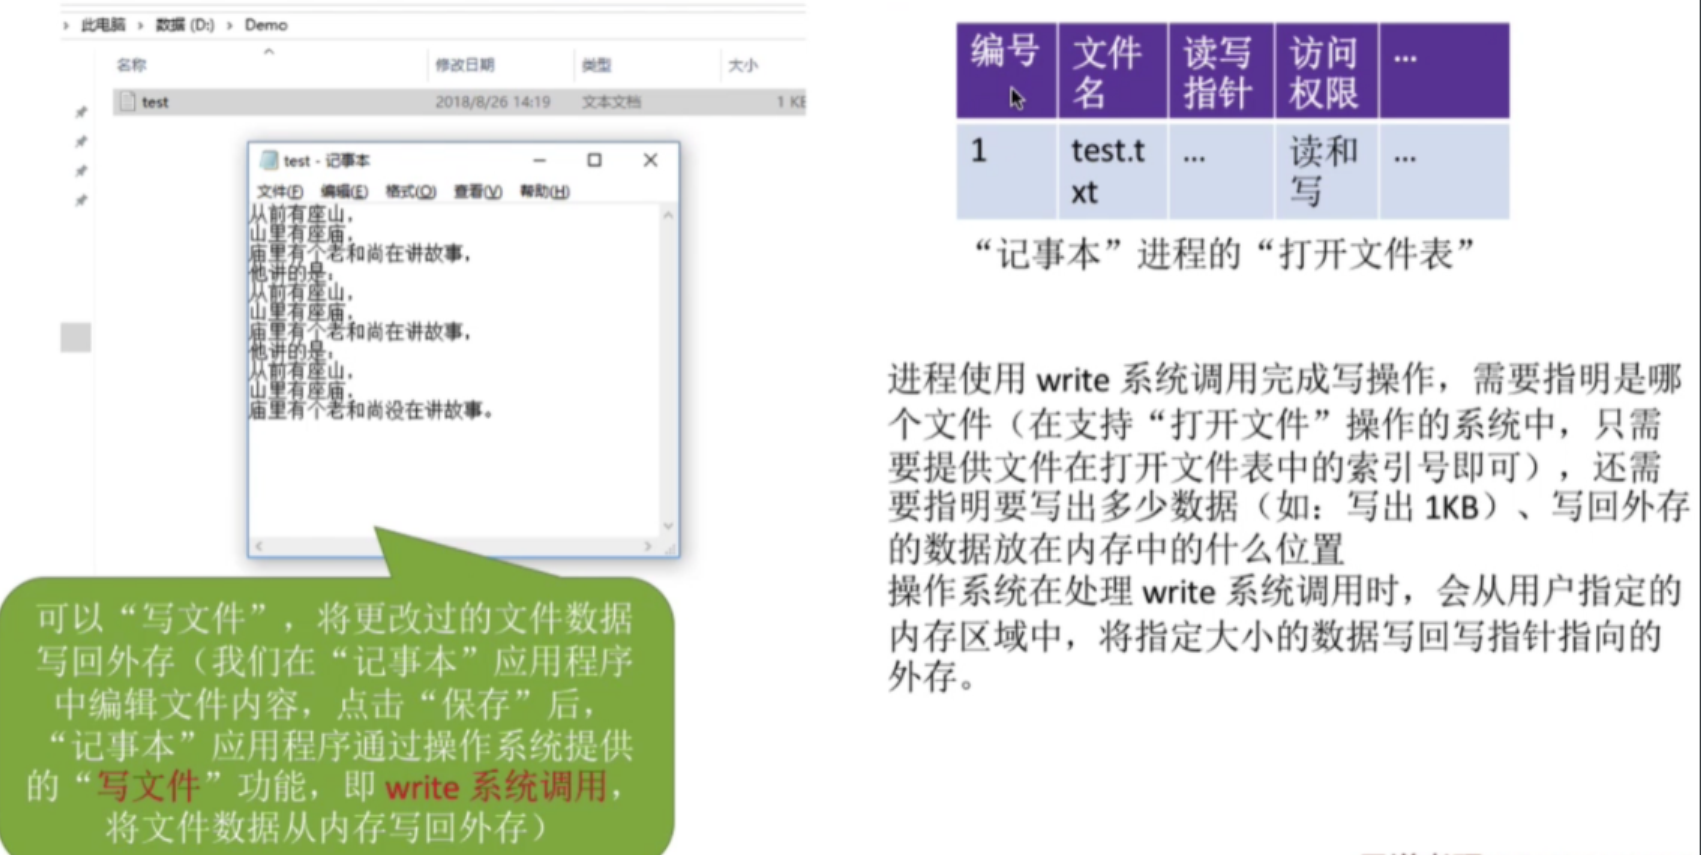 › 此电脑 › 数据 (D:) › Demo
名称 修改日期 类型 大小
test 2018/8/26 14:19 文本文档 1 KB
test - 记事本
文件(F) 编辑(E) 格式(O) 查看(V) 帮助(H)
从前有座山，
山里有座庙，
庙里有个老和尚在讲故事，
他讲的是：
从前有座山，
山里有座庙，
庙里有个老和尚在讲故事，
他讲的是：
从前有座山，
山里有座庙，
庙里有个老和尚没在讲故事。
可以“写文件”，将更改过的文件数据
写回外存（我们在“记事本”应用程序
中编辑文件内容，点击“保存”后，
“记事本”应用程序通过操作系统提供
的“写文件”功能，即 write 系统调用，
将文件数据从内存写回外存）
编号 文件名 读写指针 访问权限 ...
1 test.txt ... 读和写 ...
“记事本”进程的“打开文件表”
进程使用 write 系统调用完成写操作，需要指明是哪
个文件（在支持“打开文件”操作的系统中，只需
要提供文件在打开文件表中的索引号即可），还需
要指明要写出多少数据（如：写出 1KB）、写回外存
的数据放在内存中的什么位置
操作系统在处理 write 系统调用时，会从用户指定的
内存区域中，将指定大小的数据写回写指针指向的
外存。